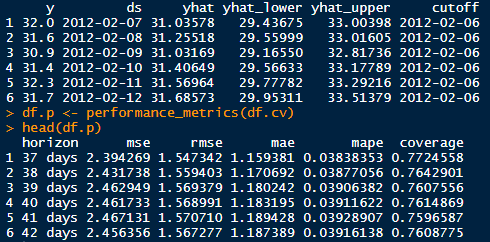 y ds yhat yhat_lower yhat_upper cutoff
1 32.0 2012-02-07 31.03578 29.43675 33.00398 2012-02-06
2 31.6 2012-02-08 31.25518 28.55999 33.01605 2012-02-06
3 30.9 2012-02-09 31.03169 29.16550 32.81736 2012-02-06
4 31.4 2012-02-10 31.40649 29.56633 33.17789 2012-02-06
5 32.3 2012-02-11 31.56964 29.77782 33.29216 2012-02-06
6 31.7 2012-02-12 31.68573 29.95311 33.51379 2012-02-06
> df.p <- performance_metrics(df.cv)
> head(df.p)
horizon mse rmse mae mape coverage
1 37 days 2.394269 1.547342 1.159381 0.03838353 0.7724558
2 38 days 2.431738 1.559403 1.170692 0.03877056 0.7642901
3 39 days 2.462949 1.569379 1.180242 0.03906382 0.7607556
4 40 days 2.461733 1.568991 1.183195 0.03911622 0.7614869
5 41 days 2.467131 1.570710 1.189428 0.03928907 0.7596587
6 42 days 2.456356 1.567277 1.187389 0.03916138 0.7608775